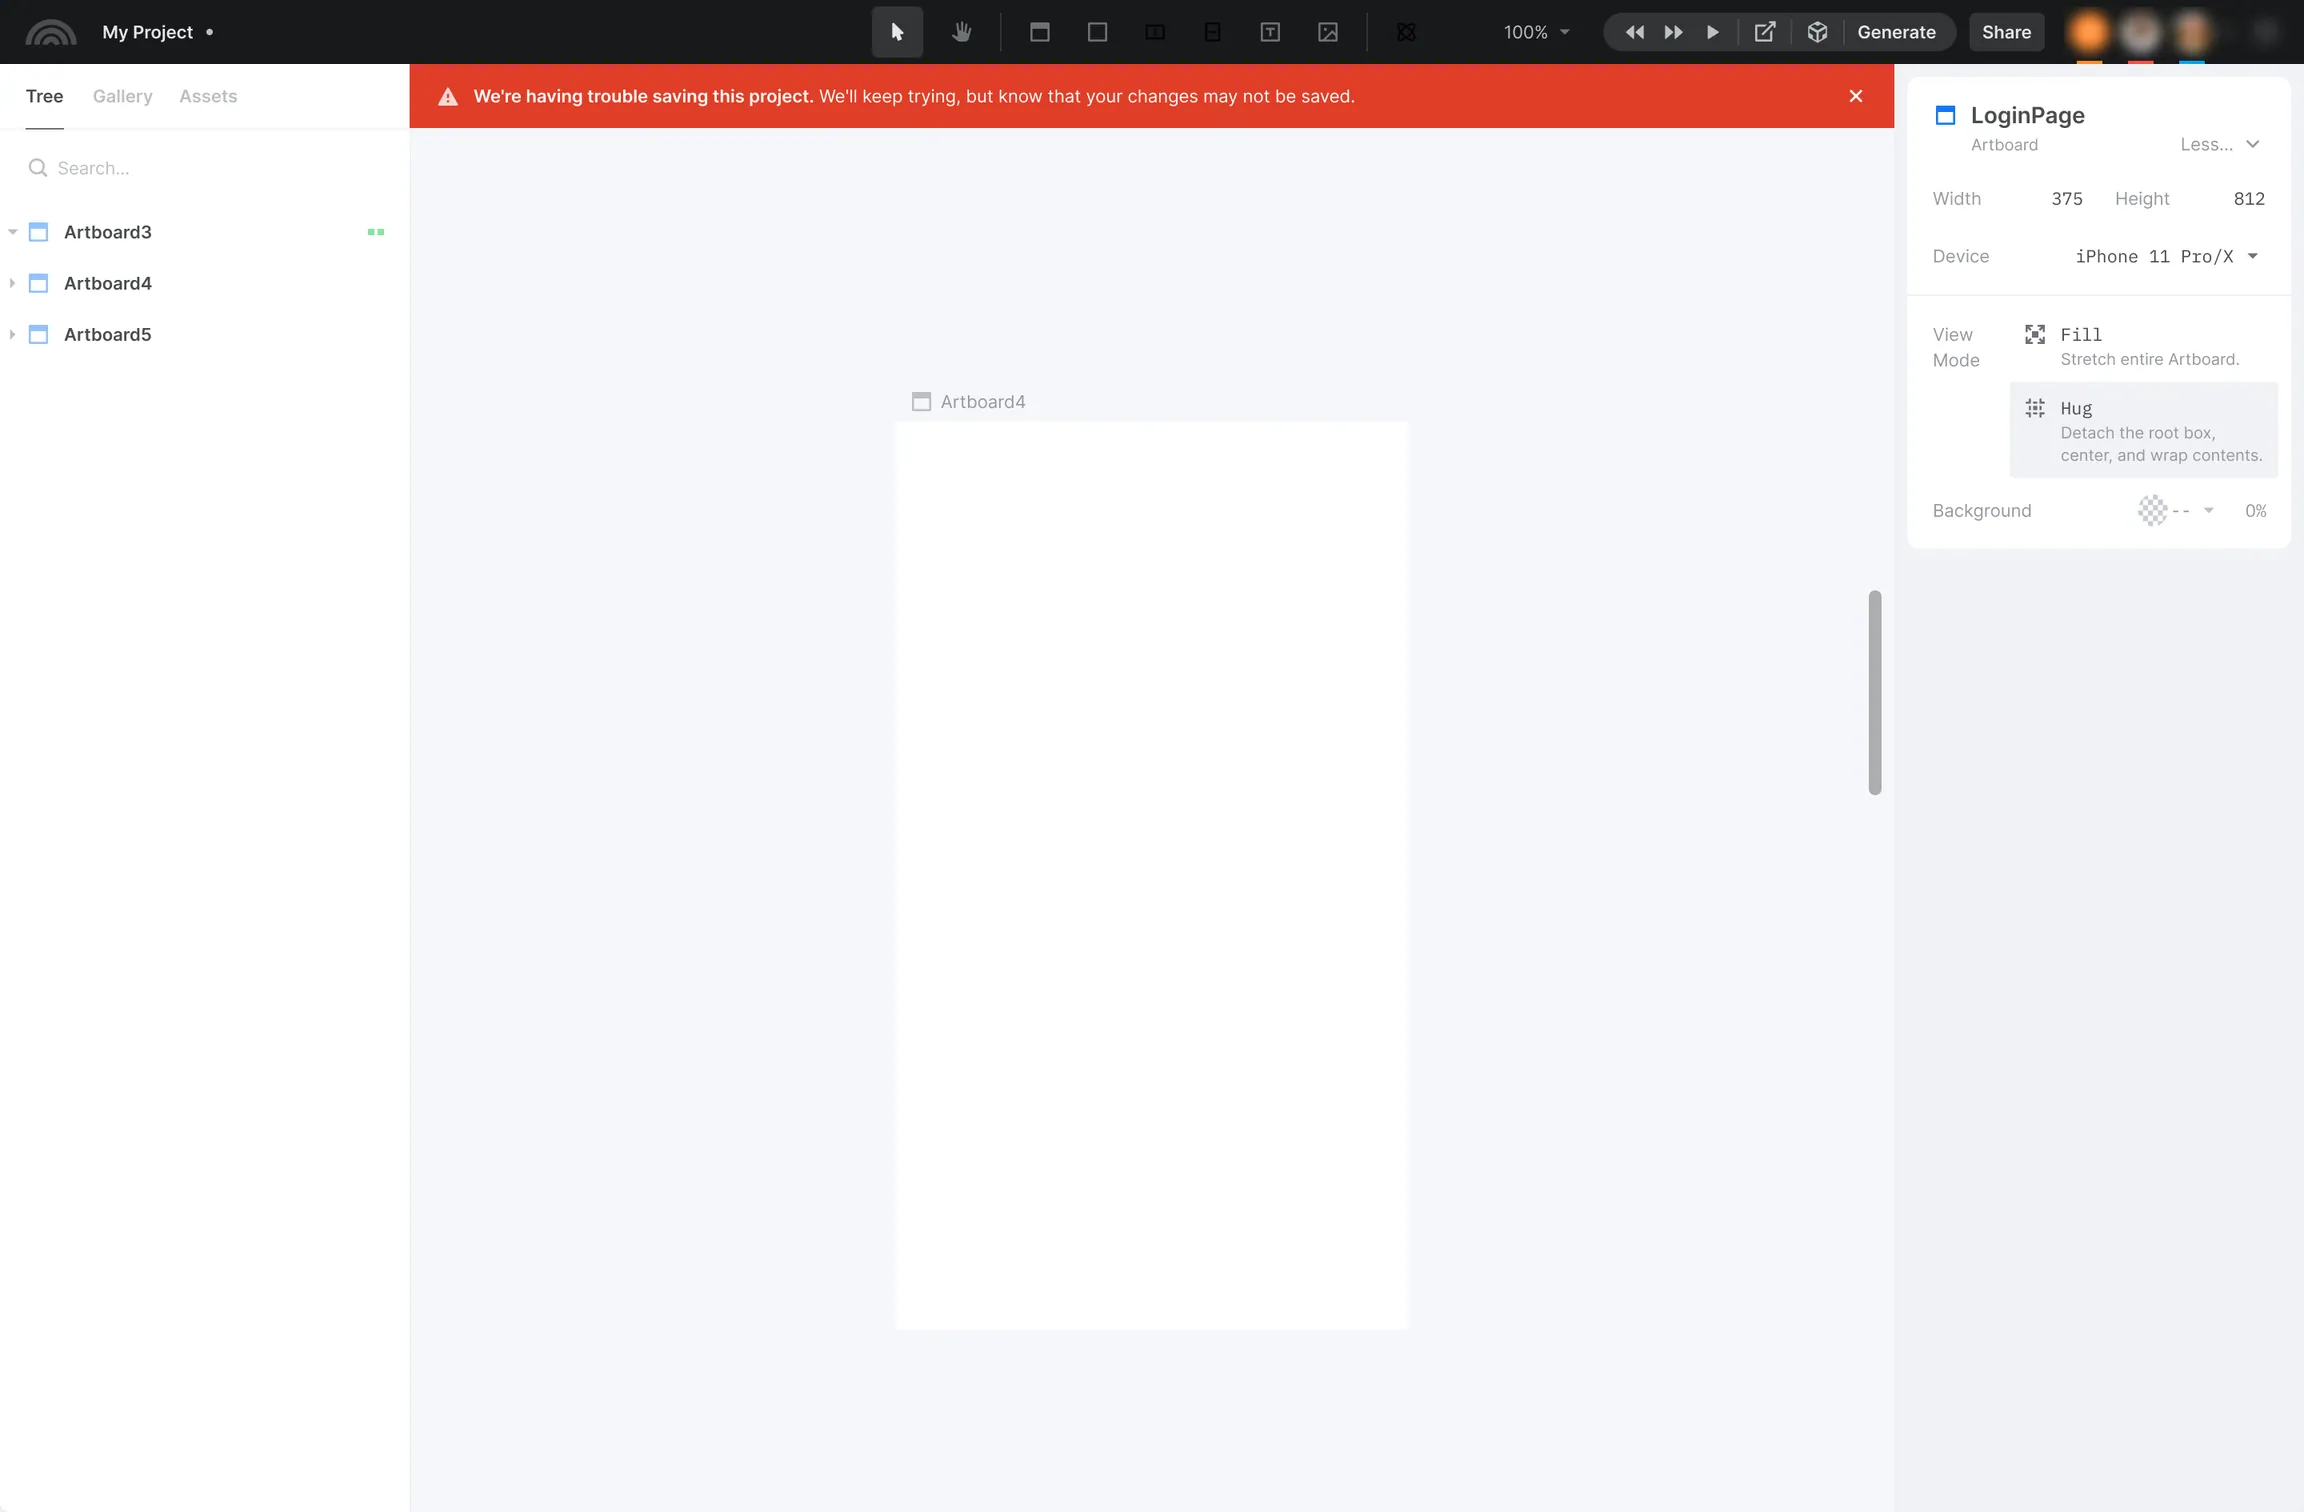 My Project
100%
Generate
Share
Tree Gallery Assets
We're having trouble saving this project. We'll keep trying, but know that your changes may not be saved.
Search...
Artboard3
Artboard4
Artboard5
Artboard4
LoginPage
Artboard
Less...
Width 375 Height 812
Device iPhone 11 Pro/X
View
Mode
Fill
Stretch entire Artboard.
Hug
Detach the root box,
center, and wrap contents.
Background -- 0%